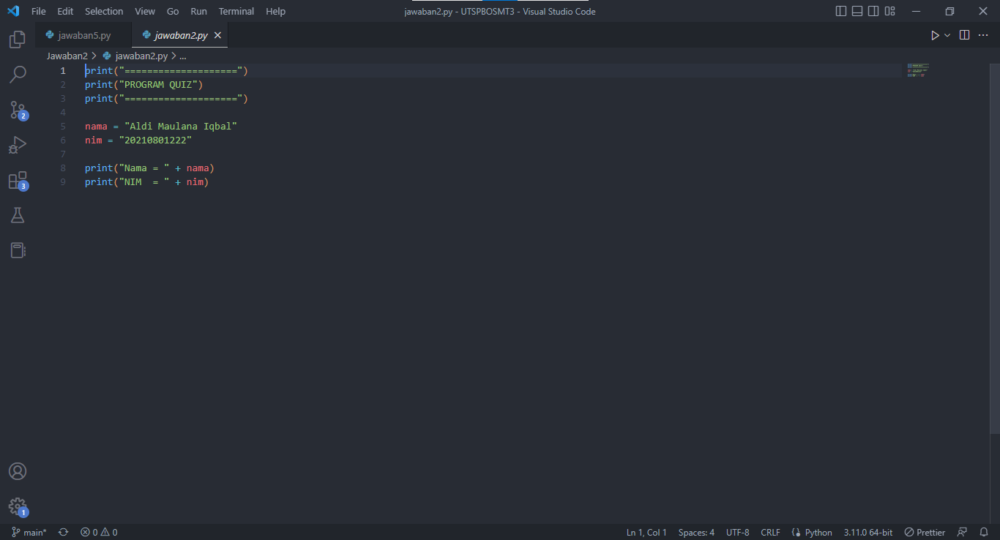 File Edit Selection View Go Run Terminal Help jawaban2.py - UTSPBOSMT3 - Visual Studio Code
jawaban5.py jawaban2.py
Jawaban2 > jawaban2.py > ...
1 print("====================")
2 print("PROGRAM QUIZ")
3 print("====================")
4
5 nama = "Aldi Maulana Iqbal"
6 nim = "20210801222"
7
8 print("Nama = " + nama)
9 print("NIM  = " + nim)
2
3
1
main* 0 0 Ln 1, Col 1 Spaces: 4 UTF-8 CRLF Python 3.11.0 64-bit Prettier